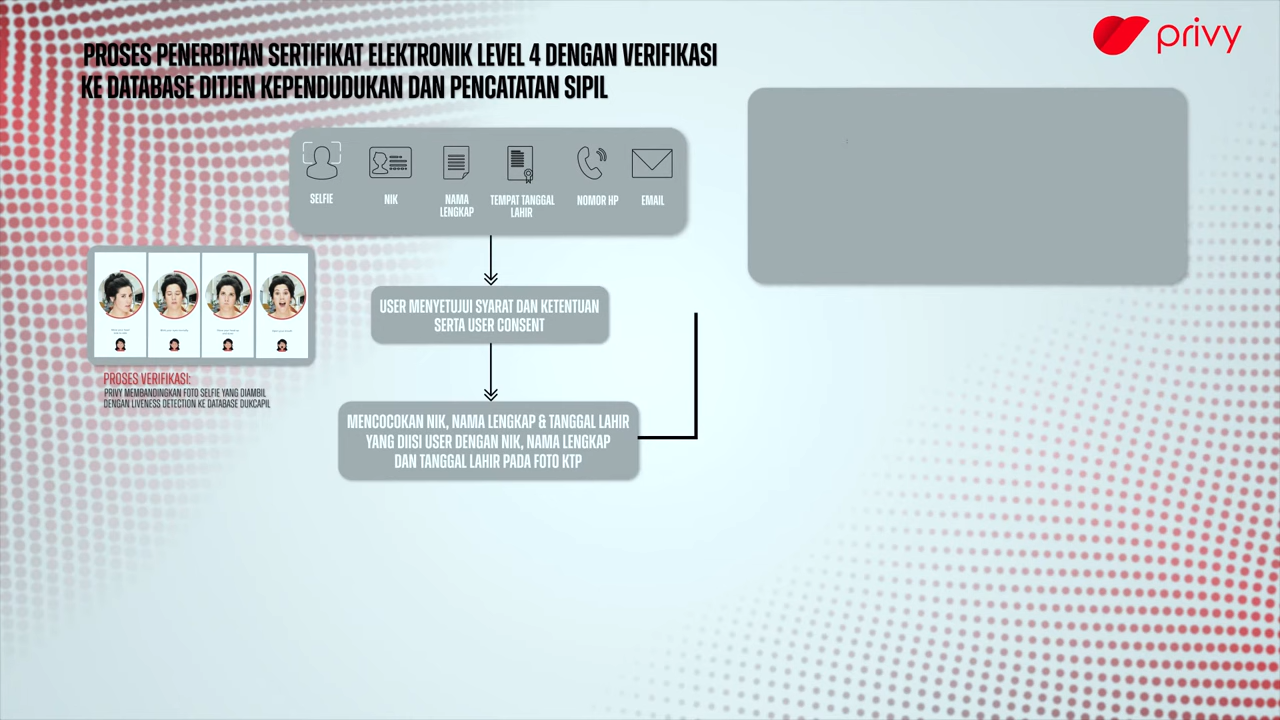 privy
PROSES PENERBITAN SERTIFIKAT ELEKTRONIK LEVEL 4 DENGAN VERIFIKASI
KE DATABASE DITJEN KEPENDUDUKAN DAN PENCATATAN SIPIL
SELFIE
NIK
NAMA
LENGKAP
TEMPAT TANGGAL
LAHIR
NOMOR HP
EMAIL
USER MENYETUJUI SYARAT DAN KETENTUAN
SERTA USER CONSENT
PROSES VERIFIKASI:
PRIVY MEMBANDINGKAN FOTO SELFIE YANG DIAMBIL
DENGAN LIVENESS DETECTION KE DATABASE DUKCAPIL
MENCOCOKAN NIK, NAMA LENGKAP & TANGGAL LAHIR
YANG DIISI USER DENGAN NIK, NAMA LENGKAP
DAN TANGGAL LAHIR PADA FOTO KTP